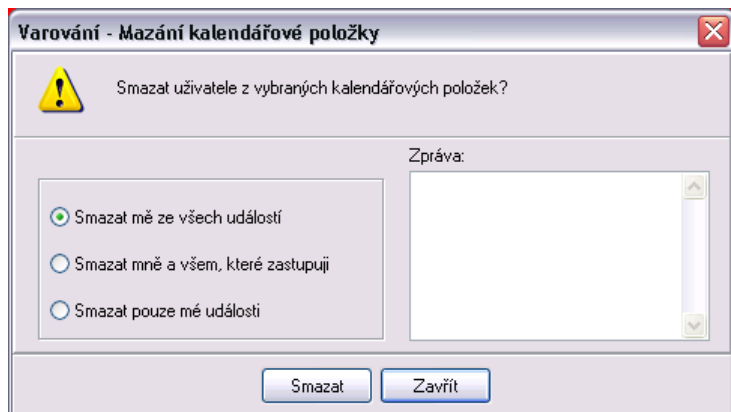 Varování - Mazání kalendářové položky
Smazat uživatele z vybraných kalendářových položek?
Zpráva:
Smazat mě ze všech událostí
Smazat mně a všem, které zastupuji
Smazat pouze mé události
Smazat
Zavřít